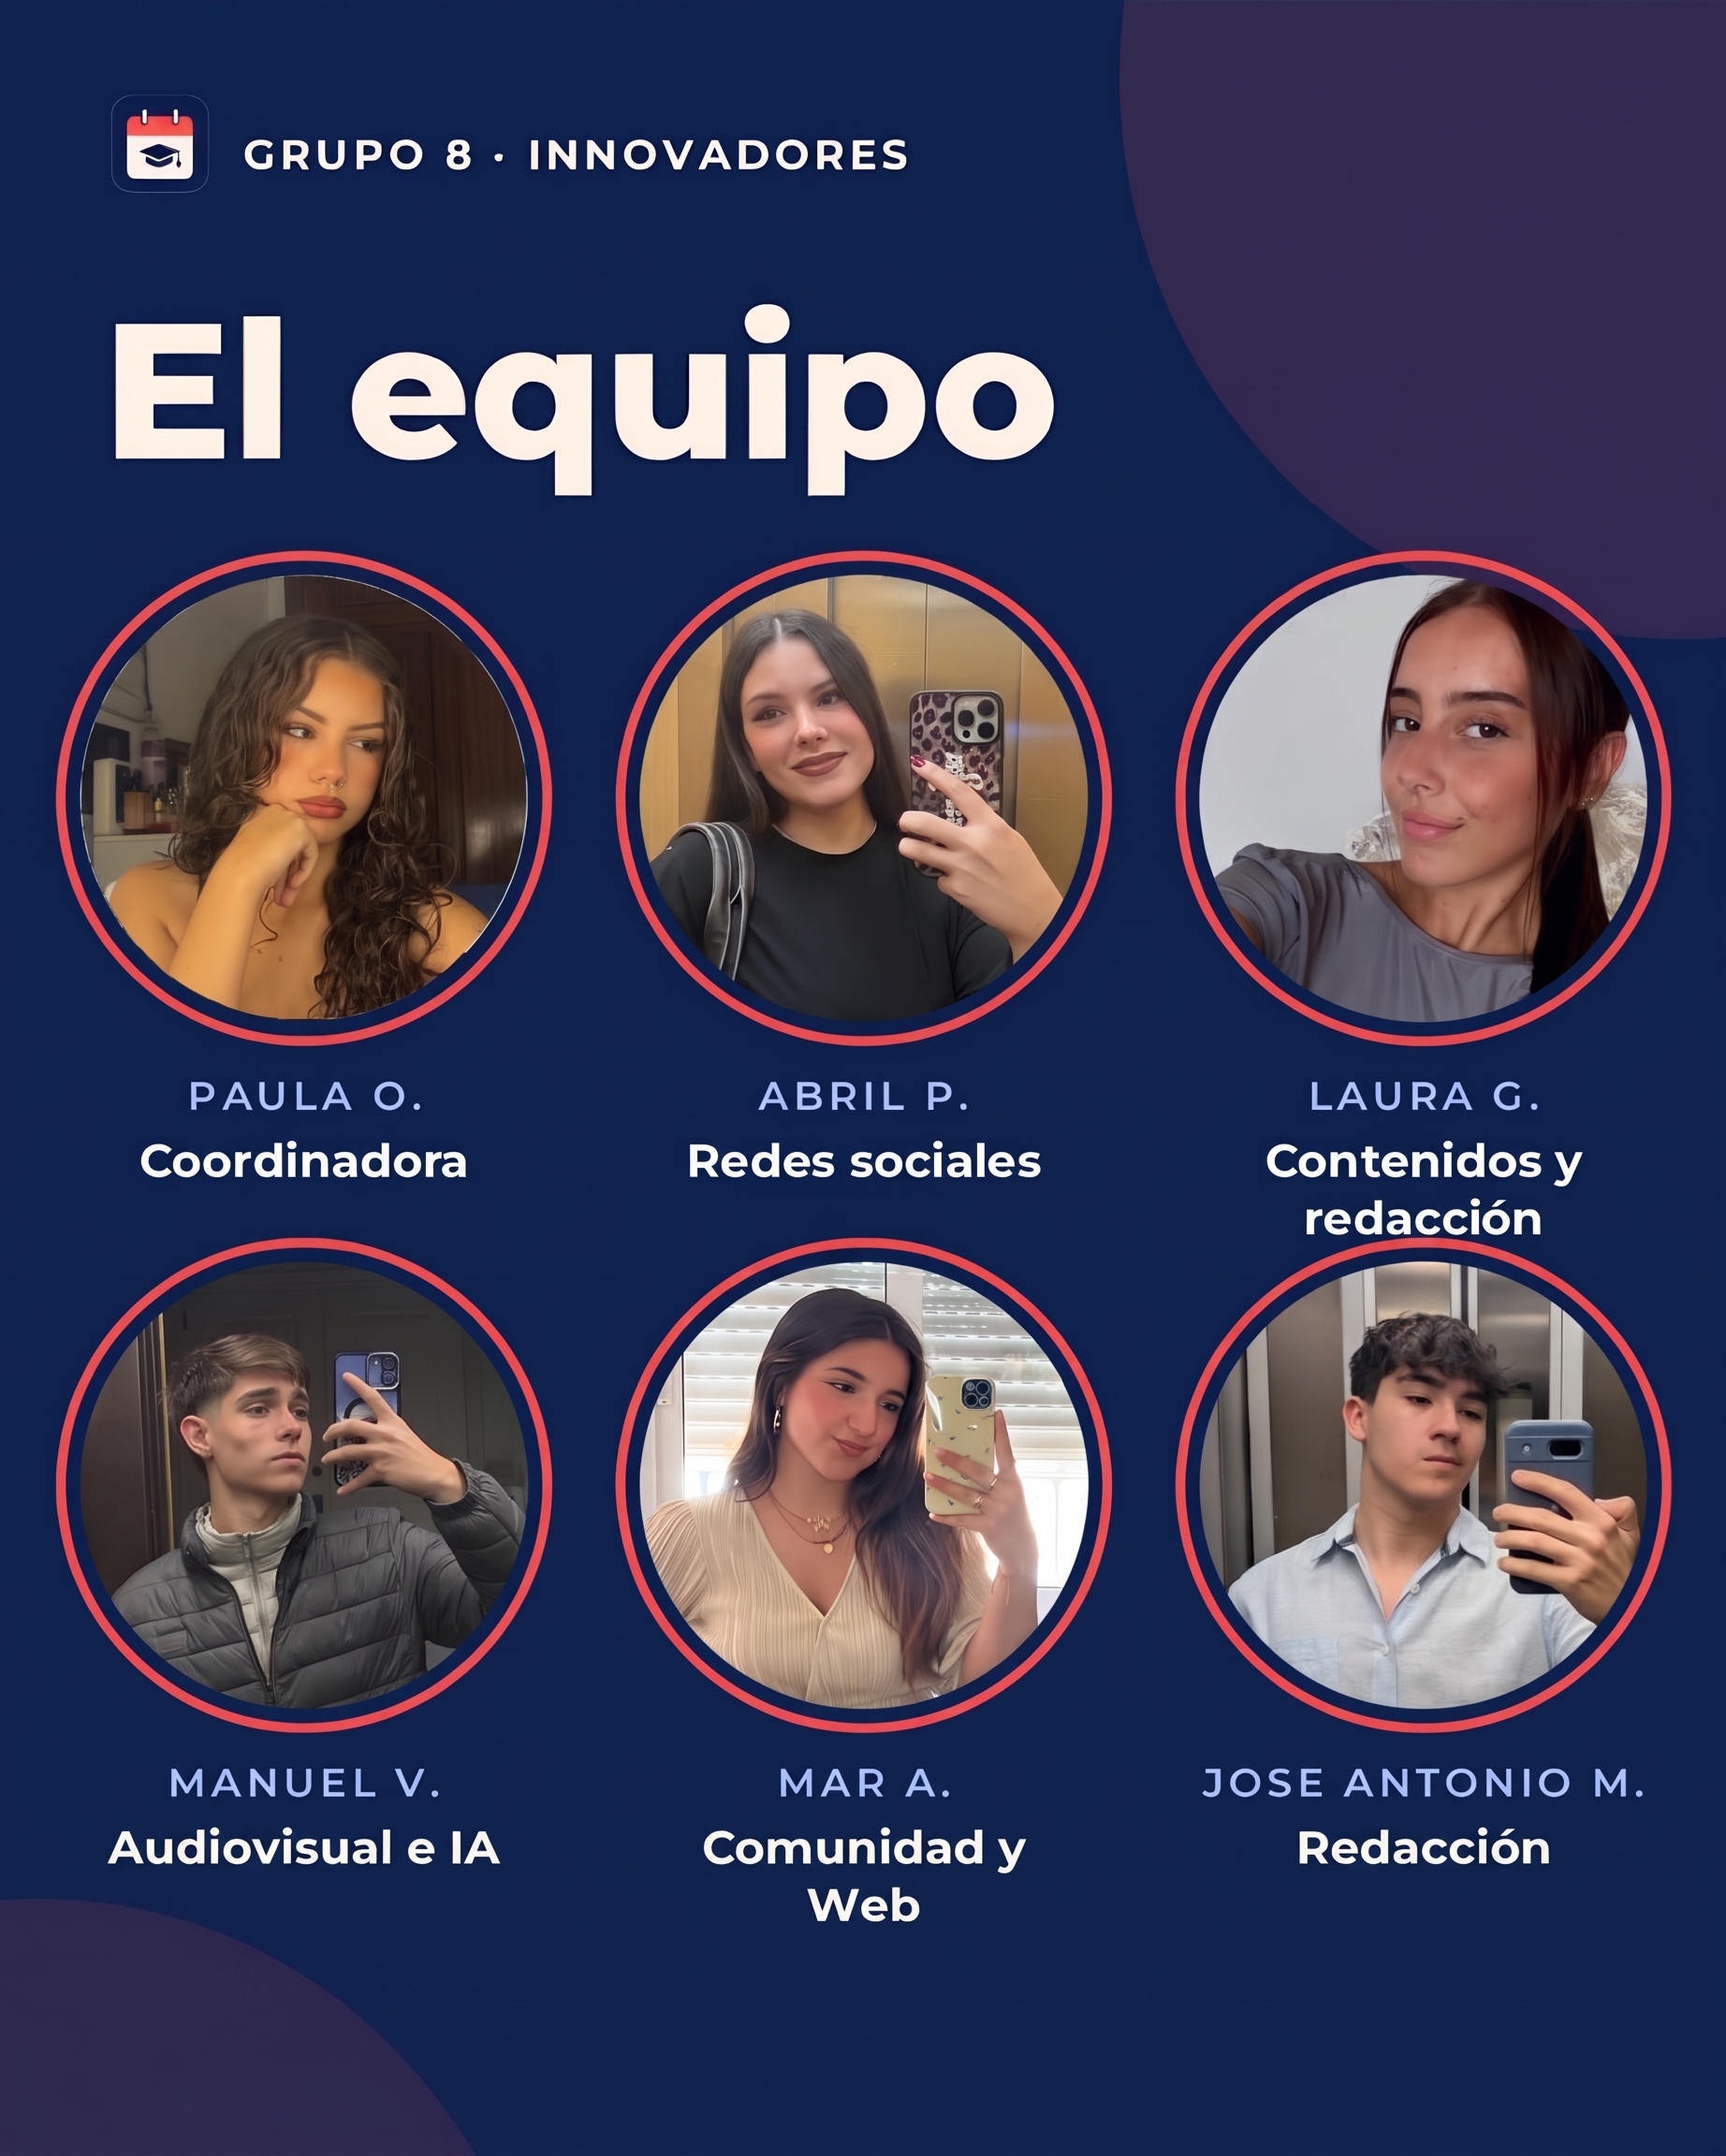 GRUPO 8 · INNOVADORES
El equipo
PAULA O.
Coordinadora
ABRIL P.
Redes sociales
LAURA G.
Contenidos y
redacción
MANUEL V.
Audiovisual e IA
MAR A.
Comunidad y
Web
JOSE ANTONIO M.
Redacción